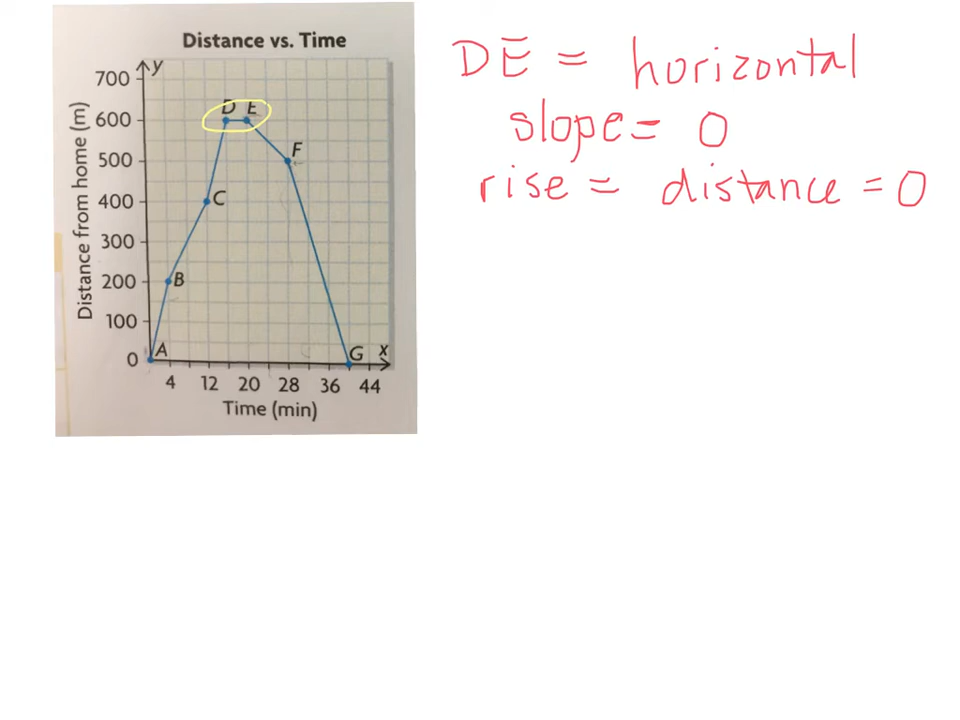 Distance vs. Time
y
Distance from home (m)
700
600
500
400
300
200
100
0
D E
F
C
B
A
G x
4 12 20 28 36 44
Time (min)
DE = horizontal
slope = 0
rise = distance = 0